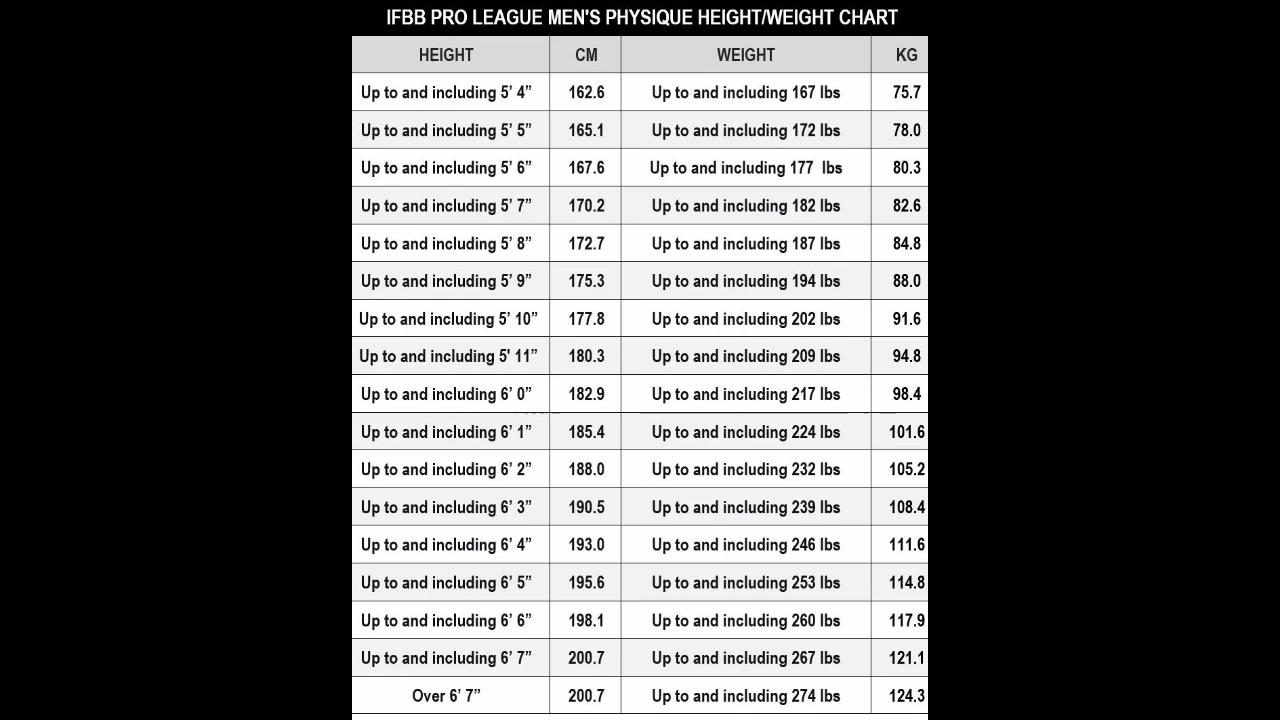 IFBB PRO LEAGUE MEN'S PHYSIQUE HEIGHT/WEIGHT CHART
HEIGHT CM WEIGHT KG
Up to and including 5’ 4” 162.6 Up to and including 167 lbs 75.7
Up to and including 5’ 5” 165.1 Up to and including 172 lbs 78.0
Up to and including 5’ 6” 167.6 Up to and including 177 lbs 80.3
Up to and including 5’ 7” 170.2 Up to and including 182 lbs 82.6
Up to and including 5’ 8” 172.7 Up to and including 187 lbs 84.8
Up to and including 5’ 9” 175.3 Up to and including 194 lbs 88.0
Up to and including 5’ 10” 177.8 Up to and including 202 lbs 91.6
Up to and including 5' 11” 180.3 Up to and including 209 lbs 94.8
Up to and including 6’ 0” 182.9 Up to and including 217 lbs 98.4
Up to and including 6’ 1” 185.4 Up to and including 224 lbs 101.6
Up to and including 6’ 2” 188.0 Up to and including 232 lbs 105.2
Up to and including 6’ 3” 190.5 Up to and including 239 lbs 108.4
Up to and including 6’ 4” 193.0 Up to and including 246 lbs 111.6
Up to and including 6’ 5” 195.6 Up to and including 253 lbs 114.8
Up to and including 6’ 6” 198.1 Up to and including 260 lbs 117.9
Up to and including 6’ 7” 200.7 Up to and including 267 lbs 121.1
Over 6’ 7” 200.7 Up to and including 274 lbs 124.3